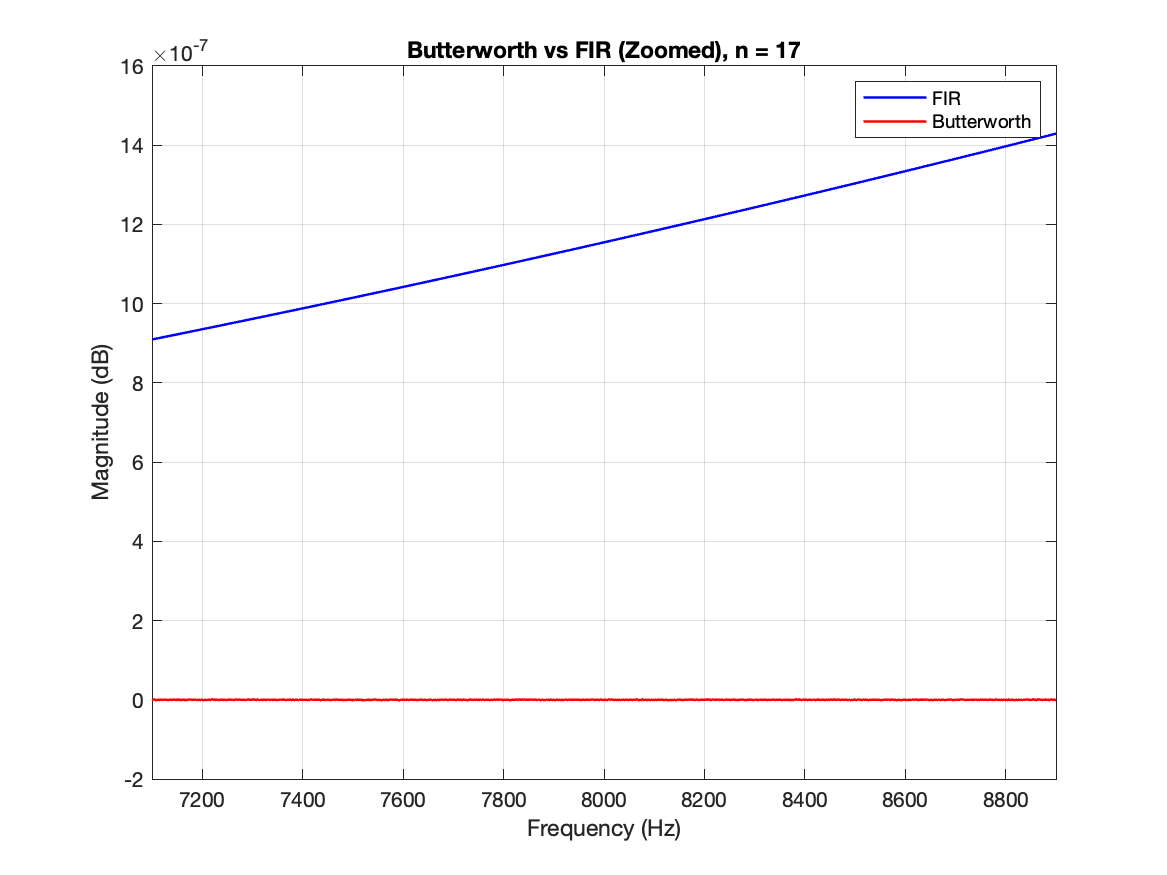 Butterworth vs FIR (Zoomed), n = 17
×10^-7
16
14
12
10
8
6
4
2
0
-2
Magnitude (dB)
FIR
Butterworth
7200 7400 7600 7800 8000 8200 8400 8600 8800
Frequency (Hz)